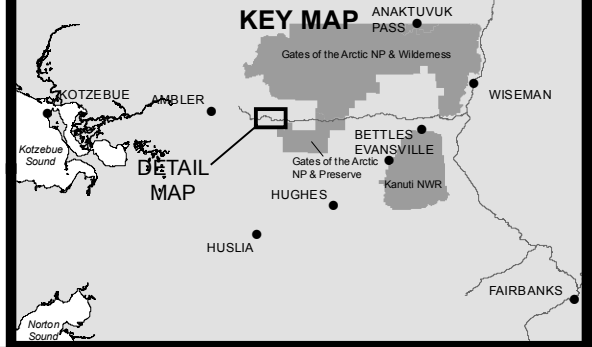 KEY MAP
ANAKTUVUK
PASS
Gates of the Arctic NP & Wilderness
KOTZEBUE
AMBLER
WISEMAN
Kotzebue
Sound
BETTLES
EVANSVILLE
DETAIL
MAP
Gates of the Arctic
NP & Preserve
Kanuti NWR
HUGHES
HUSLIA
FAIRBANKS
Norton
Sound